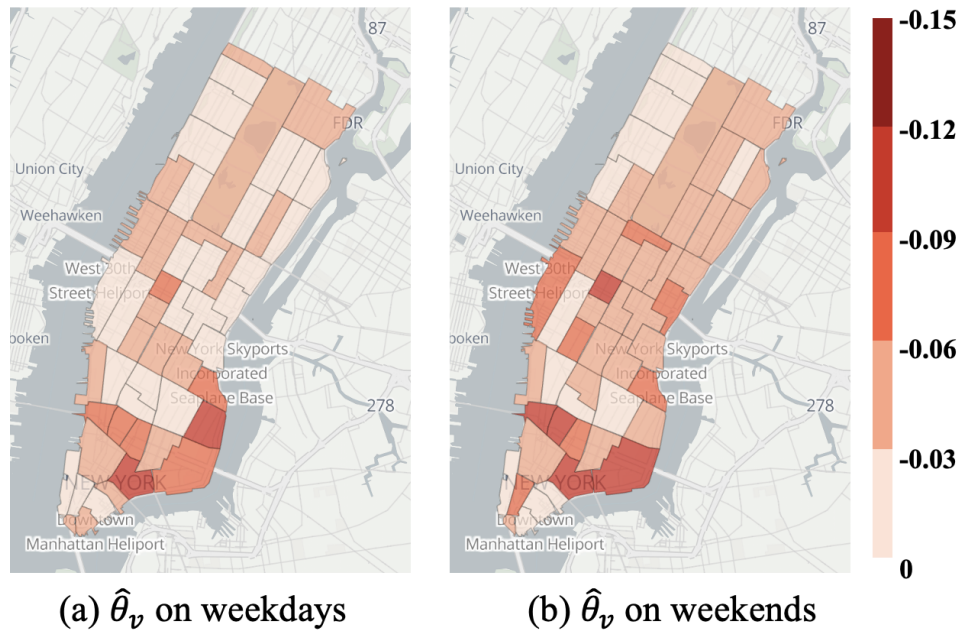 87
FDR
Union City
Weehawken
West 30th
Street Heliport
oken
New York Skyports
Incorporated
Seaplane Base
278
NEW YORK
Downtown
Manhattan Heliport
(a) θ̂ᵥ on weekdays
87
FDR
Union City
Weehawken
West 30th
Street Heliport
boken
New York Skyports
Incorporated
Seaplane Base
278
NEW YORK
Downtown
Manhattan Heliport
(b) θ̂ᵥ on weekends
-0.15
-0.12
-0.09
-0.06
-0.03
0